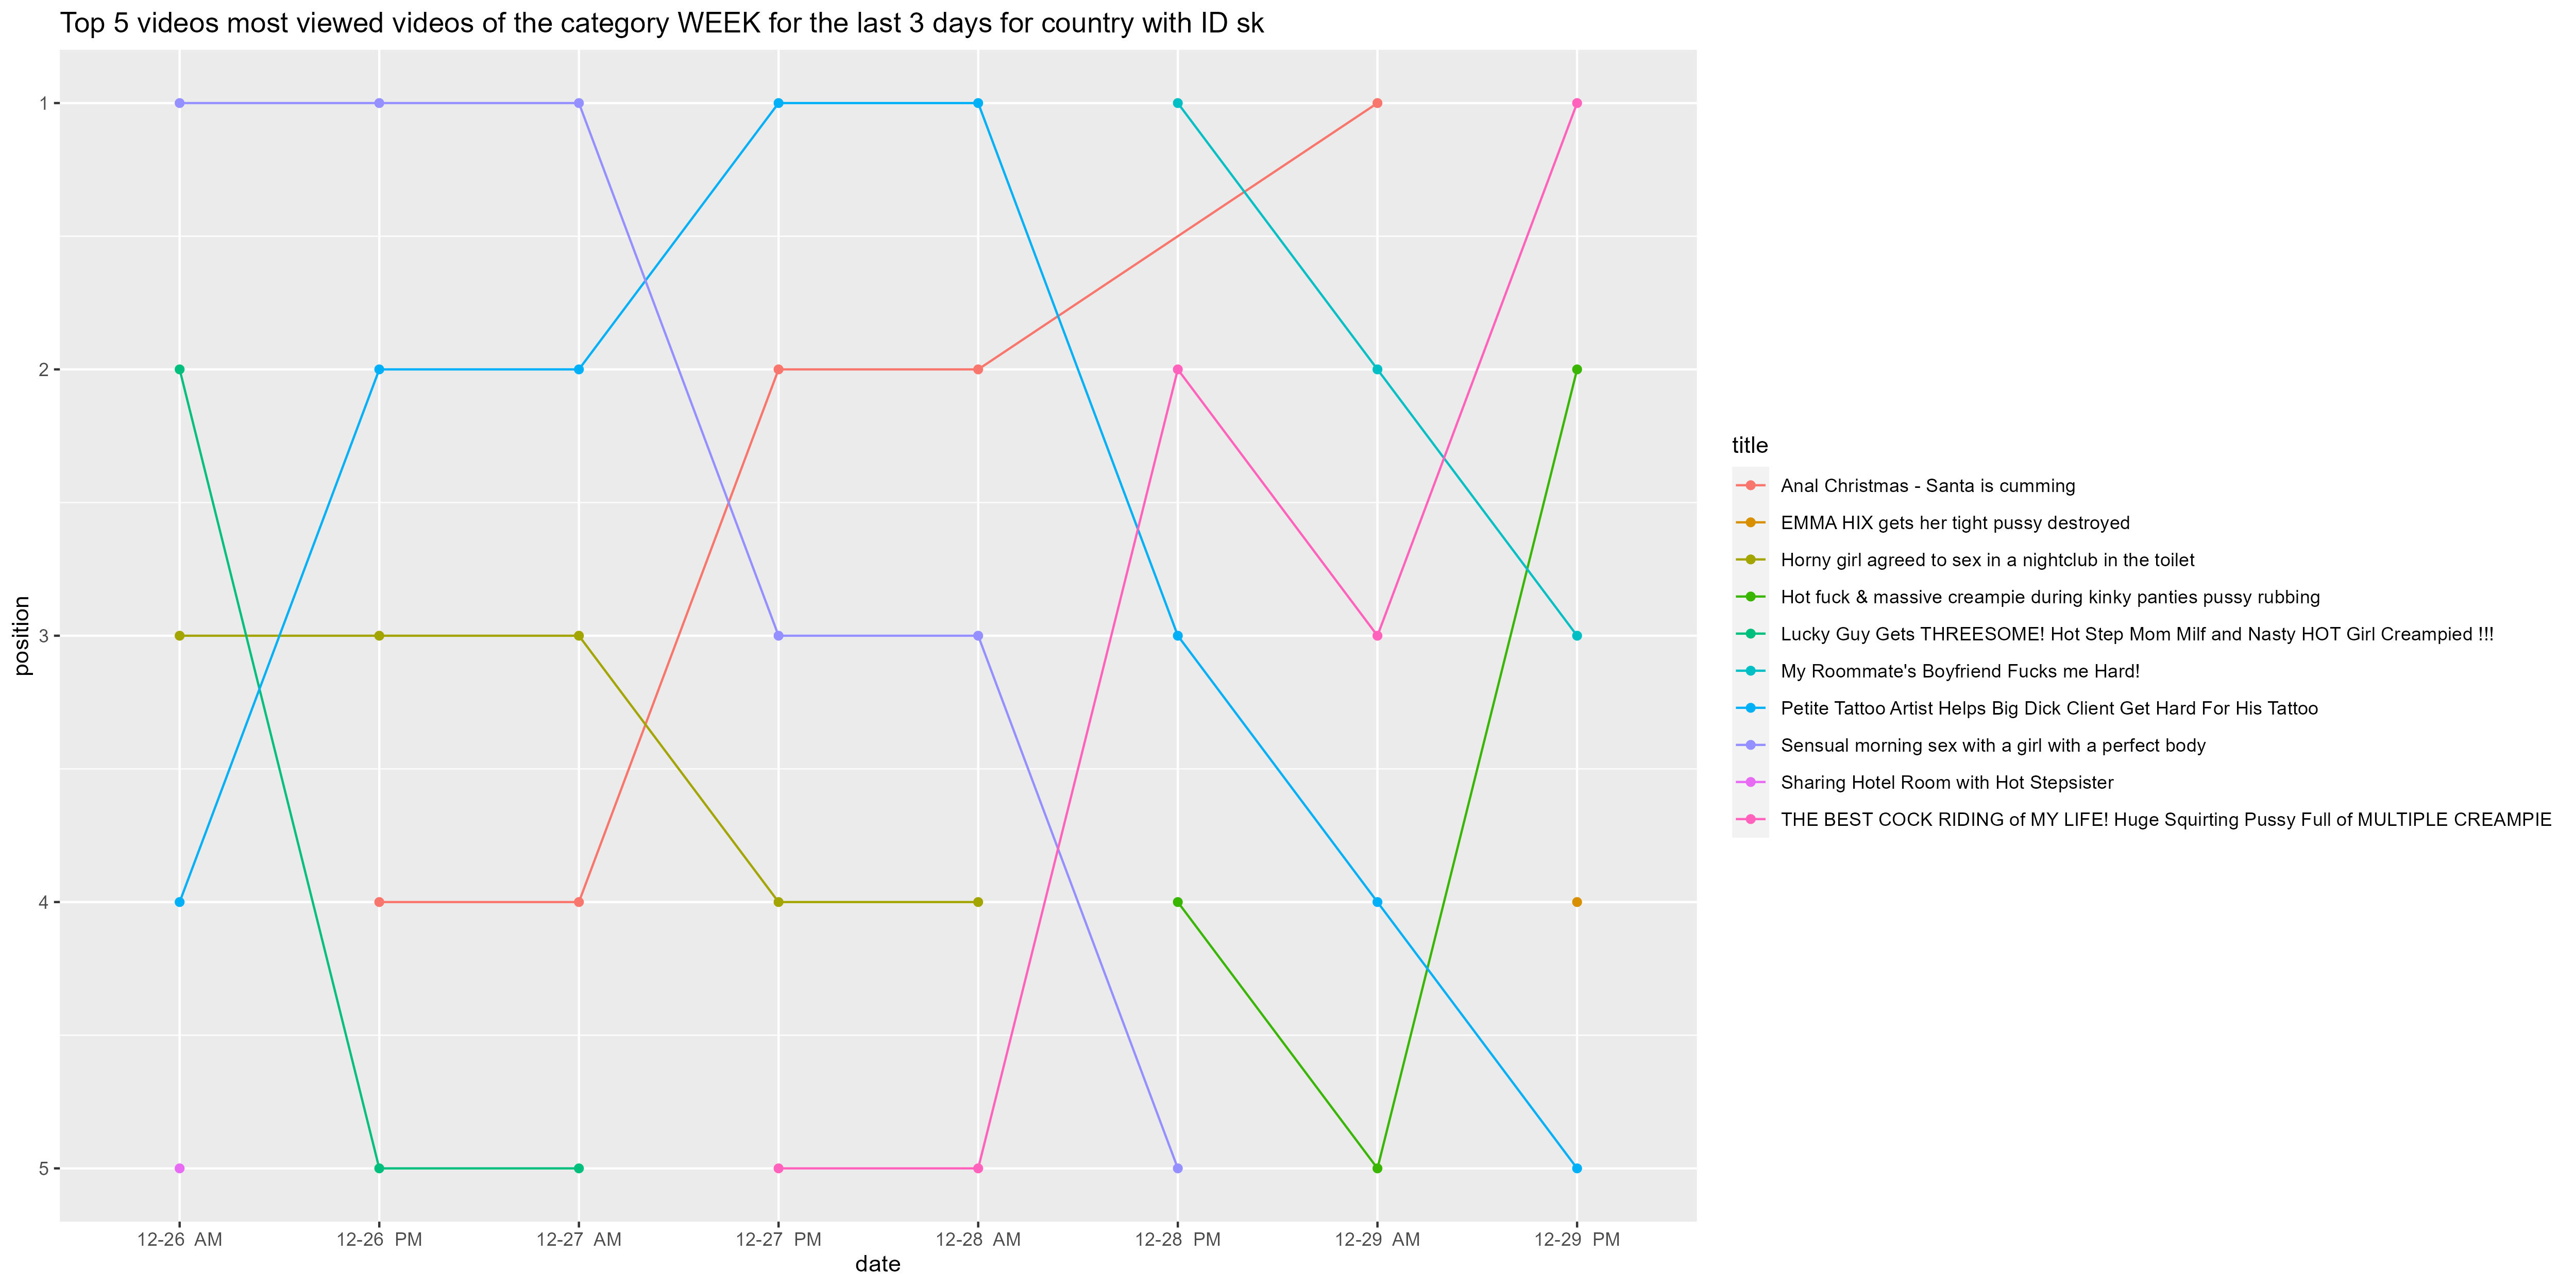 Top 5 videos most viewed videos of the category WEEK for the last 3 days for country with ID sk
position
1
2
3
4
5
12-26 AM
12-26 PM
12-27 AM
12-27 PM
12-28 AM
12-28 PM
12-29 AM
12-29 PM
date
title
Anal Christmas - Santa is cumming
EMMA HIX gets her tight pussy destroyed
Horny girl agreed to sex in a nightclub in the toilet
Hot fuck & massive creampie during kinky panties pussy rubbing
Lucky Guy Gets THREESOME! Hot Step Mom Milf and Nasty HOT Girl Creampied !!!
My Roommate's Boyfriend Fucks me Hard!
Petite Tattoo Artist Helps Big Dick Client Get Hard For His Tattoo
Sensual morning sex with a girl with a perfect body
Sharing Hotel Room with Hot Stepsister
THE BEST COCK RIDING of MY LIFE! Huge Squirting Pussy Full of MULTIPLE CREAMPIE